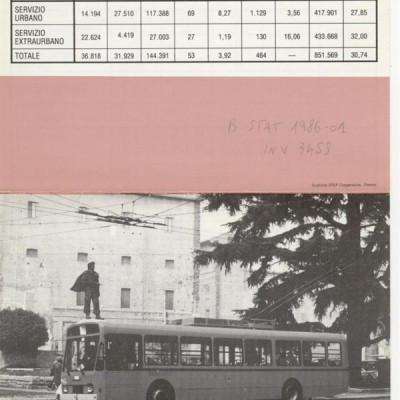 SERVIZIO URBANO 14.194 27.510 117.388 69 8,27 1.129 3,56 417.901 27,85
SERVIZIO EXTRAURBANO 22.624 4.419 27.003 27 1,19 130 16,06 433.668 32,00
TOTALE 36.818 31.929 144.391 53 3,92 464 — 851.569 30,74
B STAT 1986-01
INV 3458